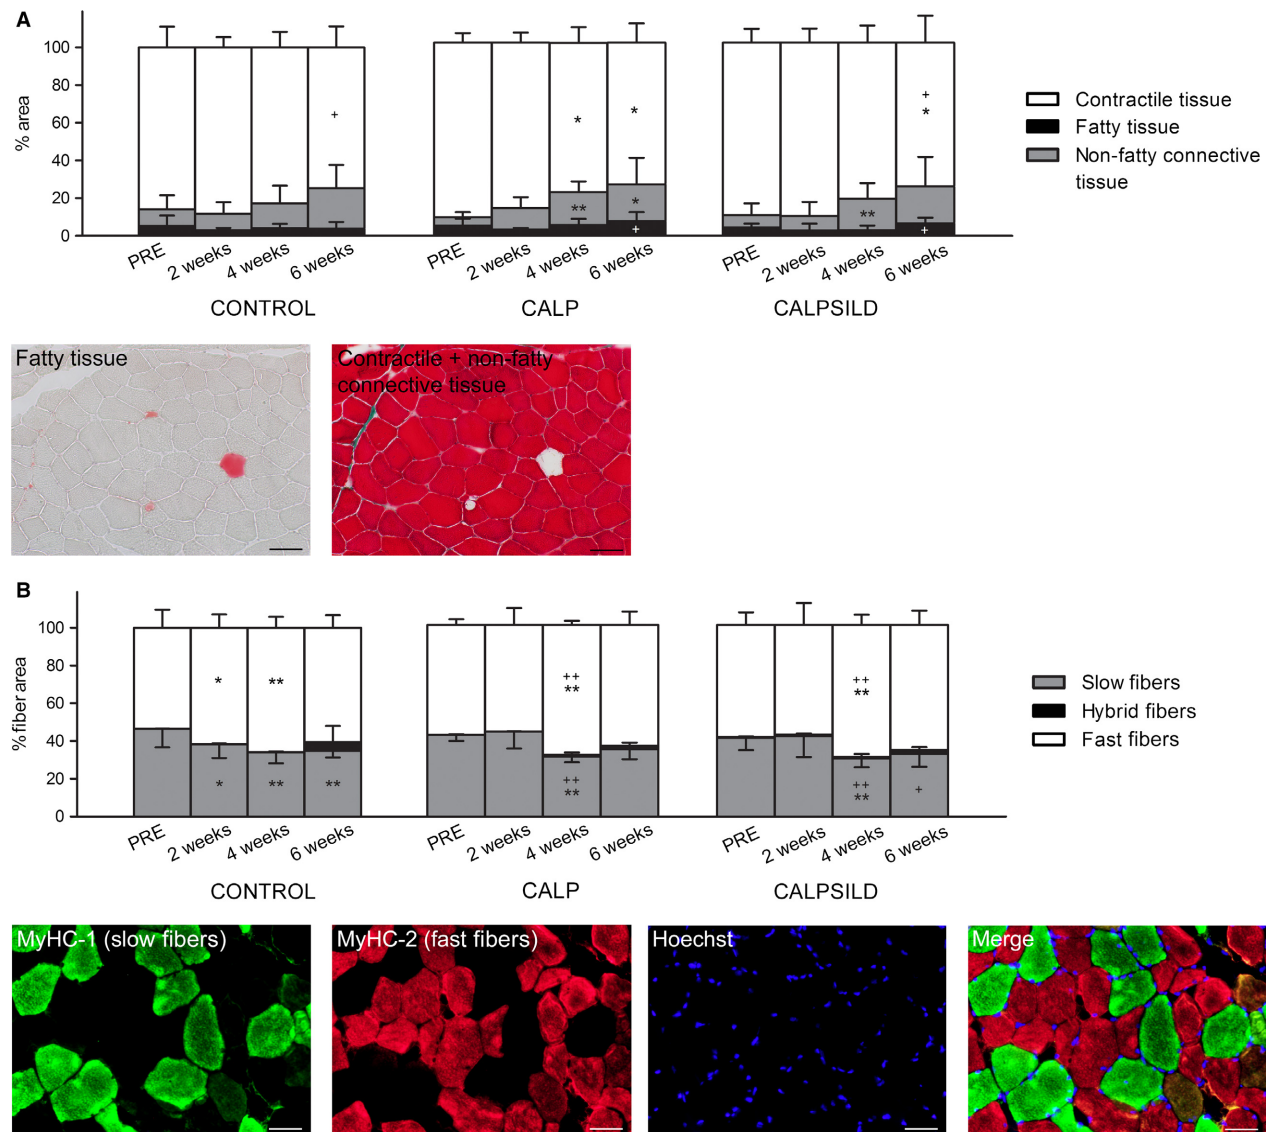 A
% area
100
80
60
40
20
0
+
* *
+
*
** *
+
**
+
PRE 2 weeks 4 weeks 6 weeks
PRE 2 weeks 4 weeks 6 weeks
PRE 2 weeks 4 weeks 6 weeks
CONTROL CALP CALPSILD
Contractile tissue
Fatty tissue
Non-fatty connective
tissue
Fatty tissue
Contractile + non-fatty
connective tissue
B
% fiber area
100
80
60
40
20
0
* **
* ** **
++
**
++
**
++
**
++
**
+
PRE 2 weeks 4 weeks 6 weeks
PRE 2 weeks 4 weeks 6 weeks
PRE 2 weeks 4 weeks 6 weeks
CONTROL CALP CALPSILD
Slow fibers
Hybrid fibers
Fast fibers
MyHC-1 (slow fibers)
MyHC-2 (fast fibers)
Hoechst
Merge